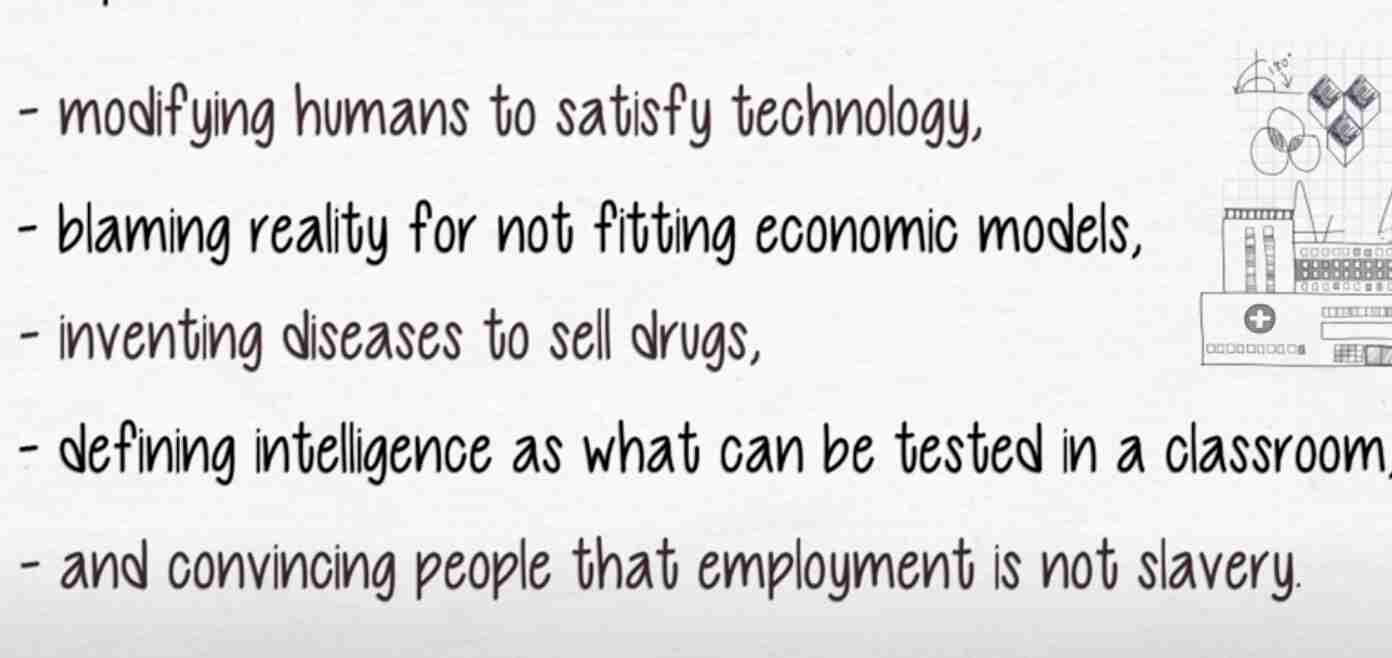 - modifying humans to satisfy technology,
- blaming reality for not fitting economic models,
- inventing diseases to sell drugs,
- defining intelligence as what can be tested in a classroom,
- and convincing people that employment is not slavery.